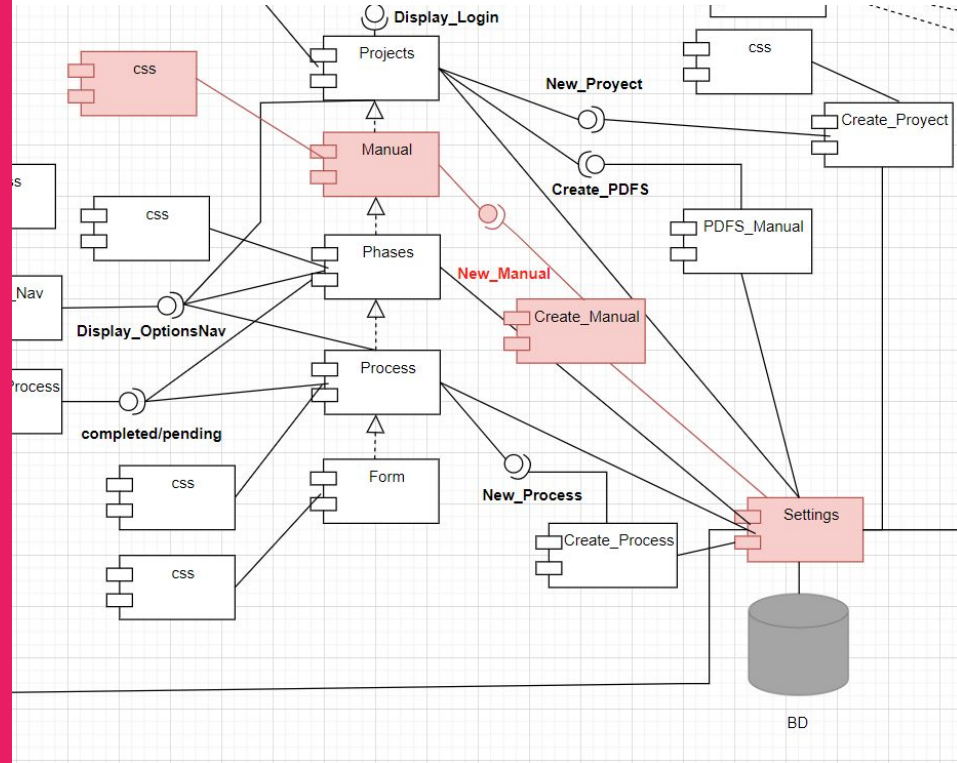 Display_Login
Projects
css
css
New_Proyect
Create_Proyect
Manual
Create_PDFS
css
PDFS_Manual
Phases
New_Manual
_Nav
Create_Manual
Display_OptionsNav
Process
rocess
completed/pending
css
Form
New_Process
Settings
Create_Process
css
BD